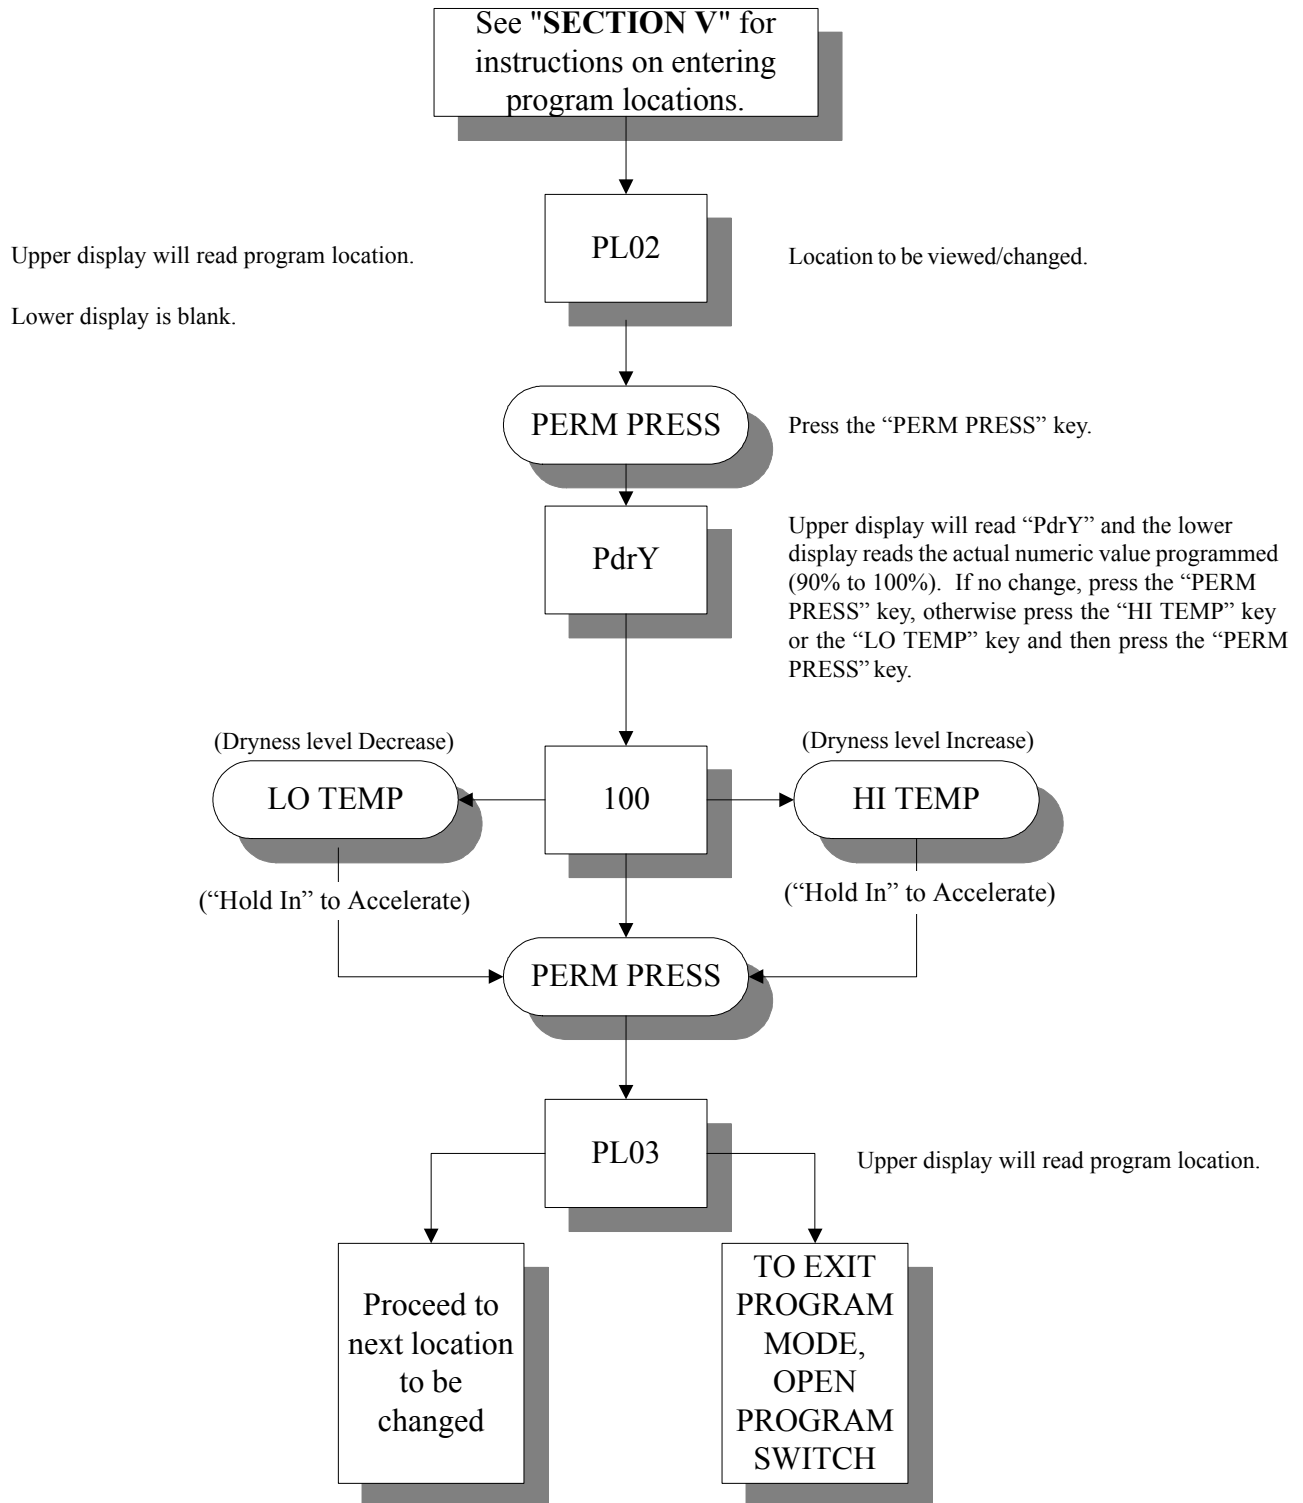 See "SECTION V" for
instructions on entering
program locations.
Upper display will read program location.
Lower display is blank.
PL02
Location to be viewed/changed.
PERM PRESS
Press the “PERM PRESS” key.
PdrY
Upper display will read “PdrY” and the lower
display reads the actual numeric value programmed
(90% to 100%). If no change, press the “PERM
PRESS” key, otherwise press the “HI TEMP” key
or the “LO TEMP” key and then press the “PERM
PRESS” key.
(Dryness level Decrease)
LO TEMP
100
(Dryness level Increase)
HI TEMP
(“Hold In” to Accelerate)
(“Hold In” to Accelerate)
PERM PRESS
PL03
Upper display will read program location.
Proceed to
next location
to be
changed
TO EXIT
PROGRAM
MODE,
OPEN
PROGRAM
SWITCH